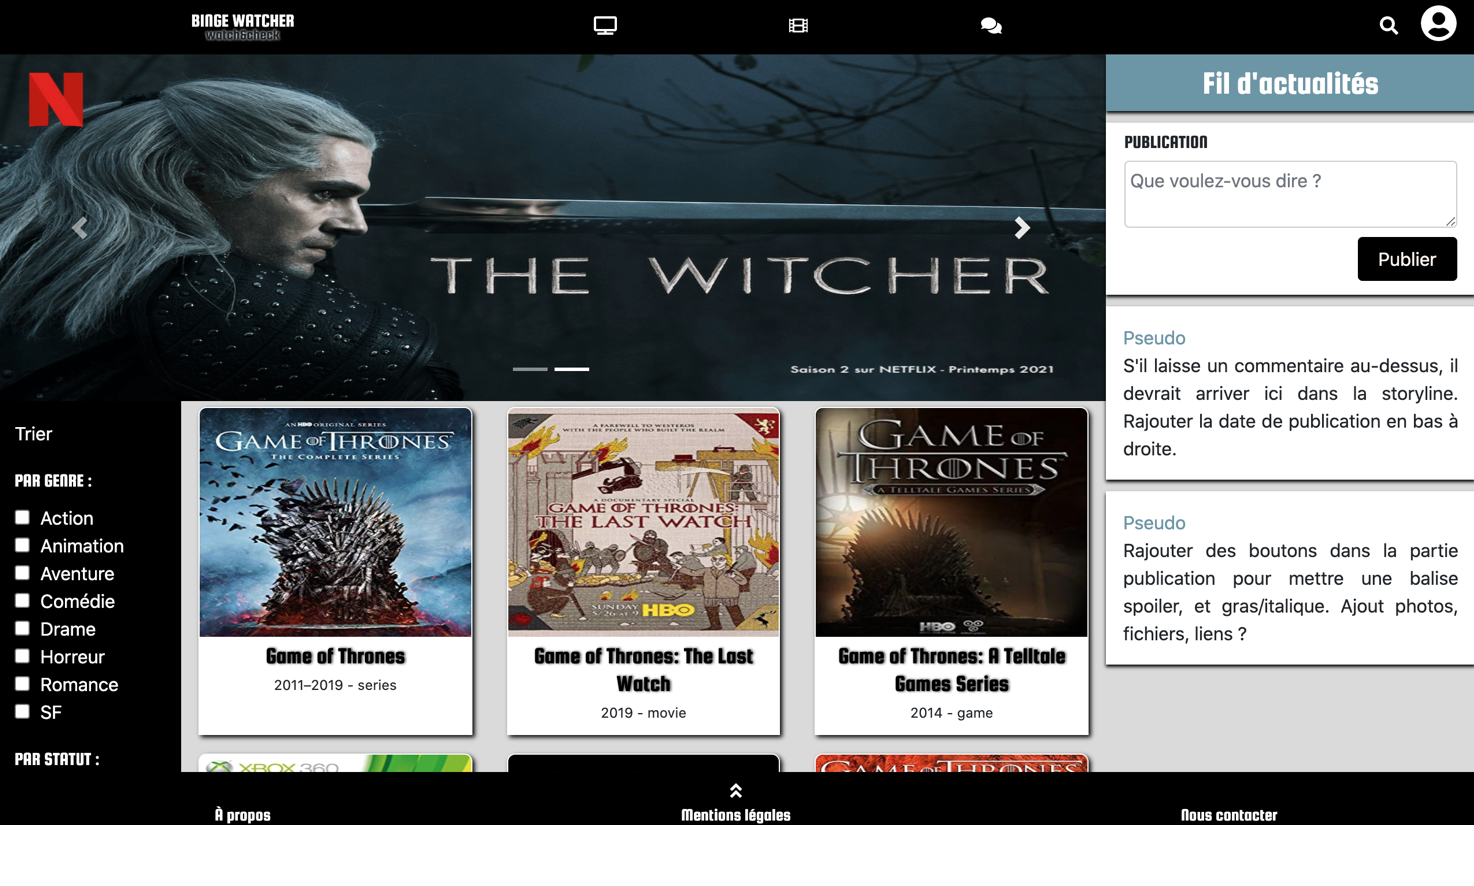 BINGE WATCHER
watch&check
N
THE WITCHER
Saison 2 sur NETFLIX - Printemps 2021
Fil d'actualités
PUBLICATION
Que voulez-vous dire ?
Publier
Pseudo
S'il laisse un commentaire au-dessus, il
devrait arriver ici dans la storyline.
Rajouter la date de publication en bas à
droite.
Pseudo
Rajouter des boutons dans la partie
publication pour mettre une balise
spoiler, et gras/italique. Ajout photos,
fichiers, liens ?
Trier
PAR GENRE :
Action
Animation
Aventure
Comédie
Drame
Horreur
Romance
SF
PAR STATUT :
AN HBO ORIGINAL SERIES
GAME OF THRONES
THE COMPLETE SERIES
Game of Thrones
2011–2019 - series
A FAREWELL TO WESTEROS
WITH THE PEOPLE WHO BUILT THE REALM
A DOCUMENTARY SPECIAL
GAME OF THRONES:
THE LAST WATCH
SUNDAY
5/26 AT 9 HBO
Game of Thrones: The Last
Watch
2019 - movie
GAME OF
THRONES
A TELLTALE GAMES SERIES
HBO
Game of Thrones: A Telltale
Games Series
2014 - game
XBOX 360
GAME OF THRONES
À propos
Mentions légales
Nous contacter